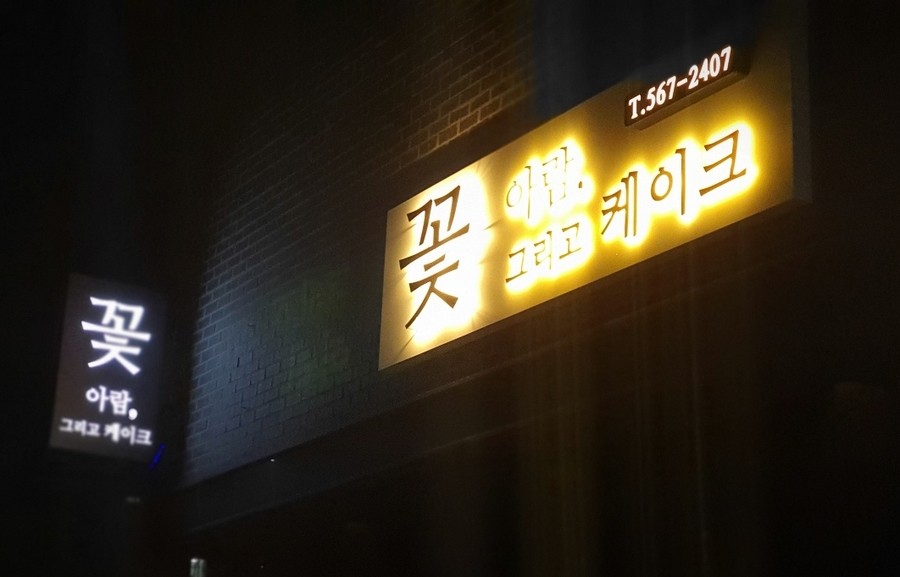 T.567-2407
꽃
아람.
그리고 케이크
꽃
아람,
그리고 케이크